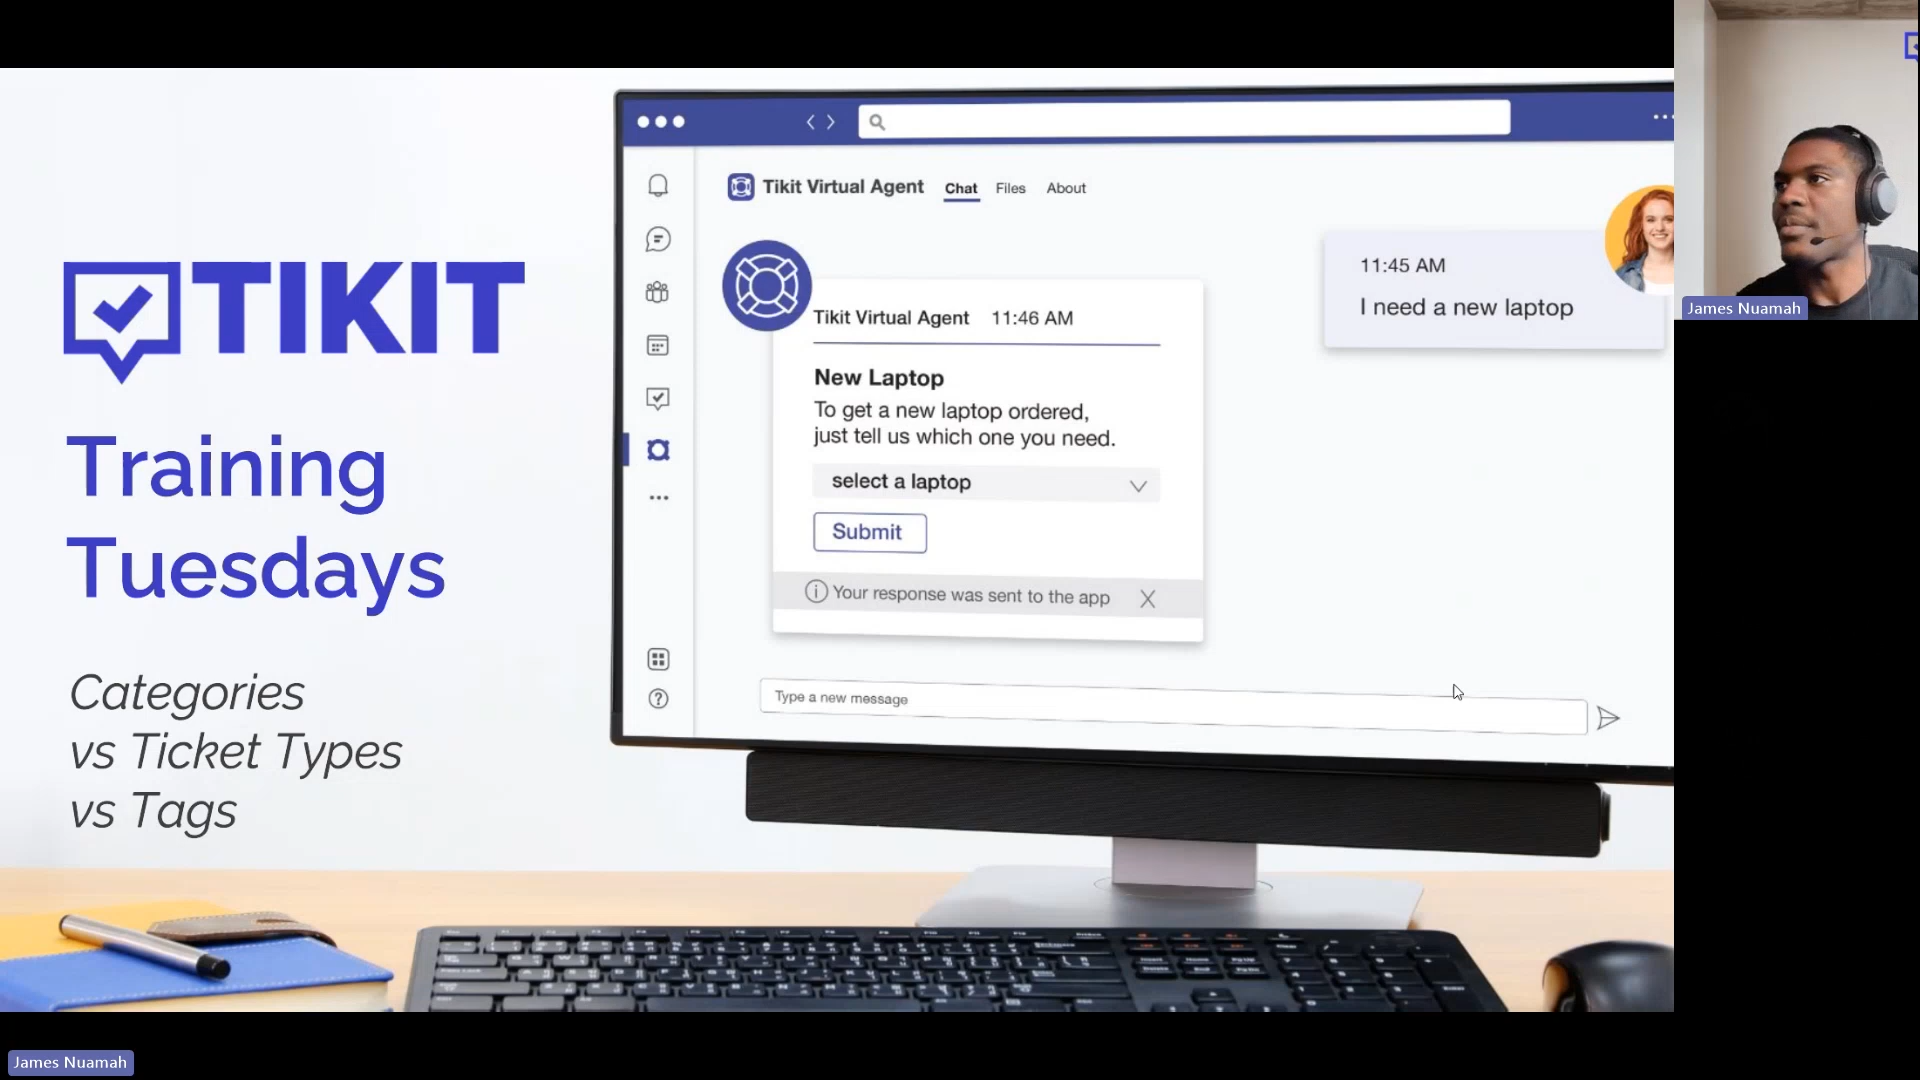 TIKIT
Training
Tuesdays
Categories
vs Ticket Types
vs Tags
Tikit Virtual Agent Chat Files About
11:45 AM
I need a new laptop
Tikit Virtual Agent 11:46 AM
New Laptop
To get a new laptop ordered,
just tell us which one you need.
select a laptop
Submit
Your response was sent to the app
Type a new message
James Nuamah
James Nuamah